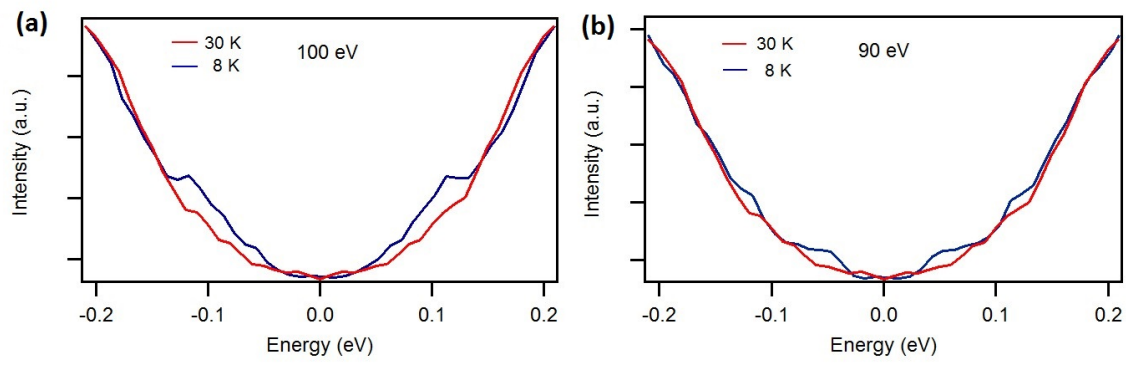 (a)
30 K
8 K
100 eV
Intensity (a.u.)
-0.2 -0.1 0.0 0.1 0.2
Energy (eV)
(b)
30 K
8 K
90 eV
Intensity (a.u.)
-0.2 -0.1 0.0 0.1 0.2
Energy (eV)